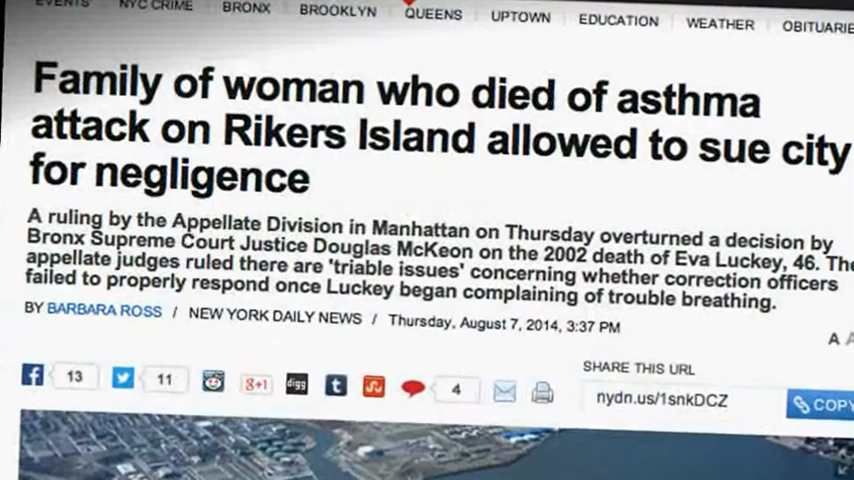 EVENTS NYC CRIME BRONX BROOKLYN QUEENS UPTOWN EDUCATION WEATHER OBITUARIE
Family of woman who died of asthma
attack on Rikers Island allowed to sue city
for negligence
A ruling by the Appellate Division in Manhattan on Thursday overturned a decision by
Bronx Supreme Court Justice Douglas McKeon on the 2002 death of Eva Luckey, 46. The
appellate judges ruled there are 'triable issues' concerning whether correction officers
failed to properly respond once Luckey began complaining of trouble breathing.
BY BARBARA ROSS / NEW YORK DAILY NEWS / Thursday, August 7, 2014, 3:37 PM
A A
SHARE THIS URL
f 13 11 g+1 digg t 4 nydn.us/1snkDCZ COPY